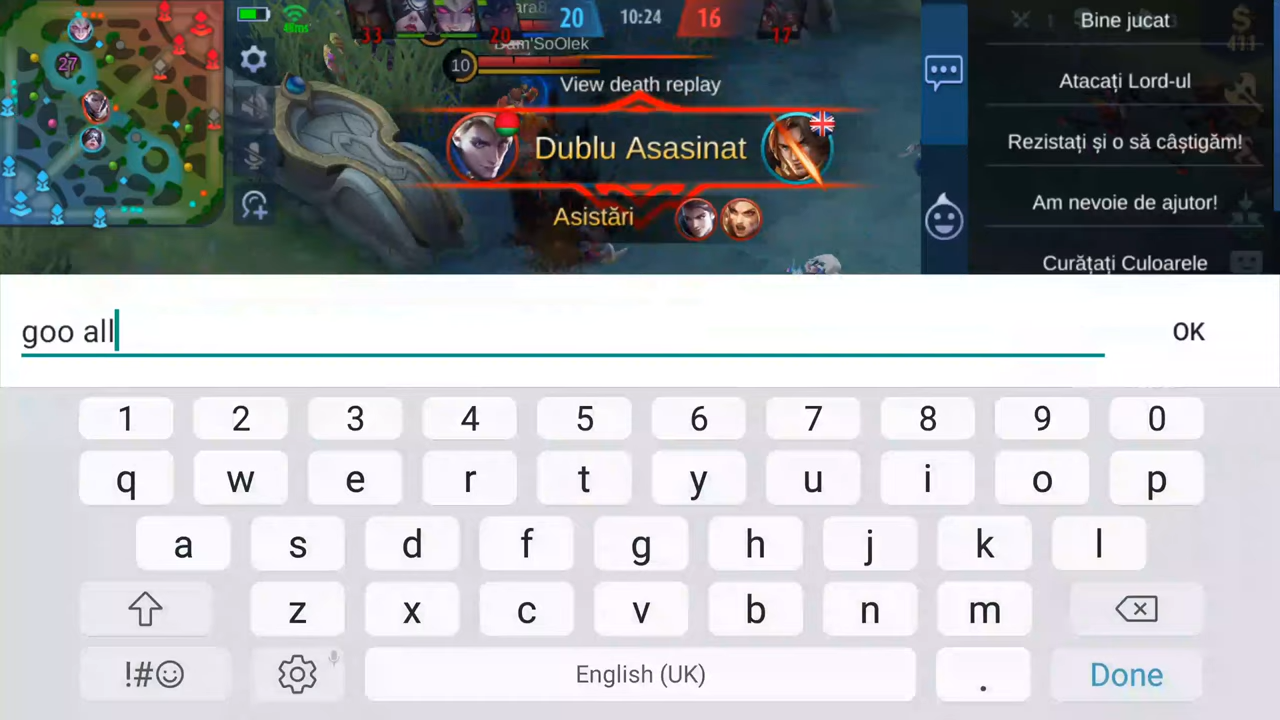 20 10:24 16
33 20 17
27
10
View death replay
Dublu Asasinat
Asistări
Bine jucat
Atacați Lord-ul
Rezistați și o să câștigăm!
Am nevoie de ajutor!
Curățați Culoarele
goo all
OK
1 2 3 4 5 6 7 8 9 0
q w e r t y u i o p
a s d f g h j k l
z x c v b n m
!#
English (UK)
.
Done